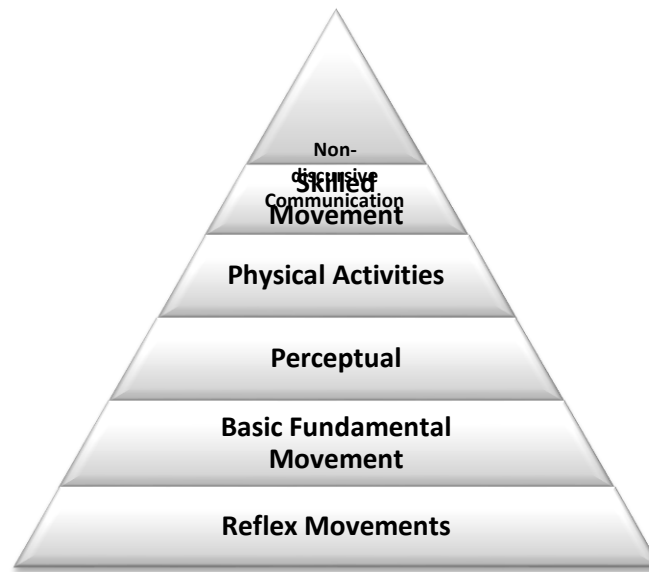 Non-
discursive
Communication
Skilled
Movement
Physical Activities
Perceptual
Basic Fundamental
Movement
Reflex Movements